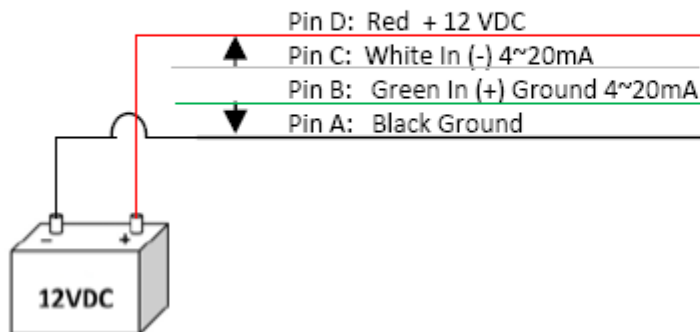 Pin D: Red + 12 VDC
Pin C: White In (-) 4~20mA
Pin B: Green In (+) Ground 4~20mA
Pin A: Black Ground
- +
12VDC